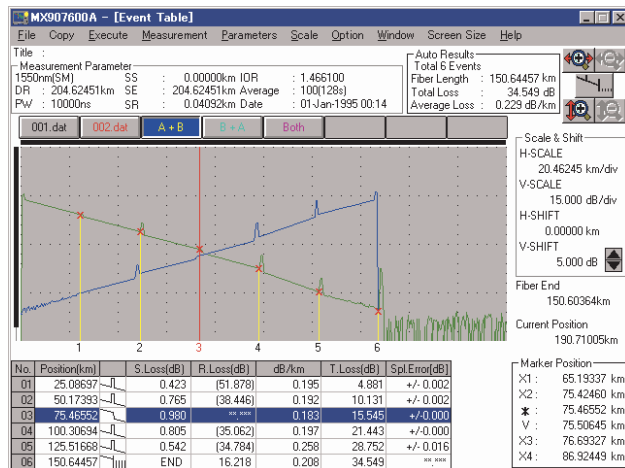 MX907600A - [Event Table]
File Copy Execute Measurement Parameters Scale Option Window Screen Size Help
Title :
Measurement Parameter
1550nm(SM) SS : 0.00000km IOR : 1.466100
DR : 204.62451km SE : 204.62451km Average : 100(128s)
PW : 10000ns SR : 0.04092km Date : 01-Jan-1995 00:14
Auto Results
Total 6 Events
Fiber Length : 150.64457 km
Total Loss : 34.549 dB
Average Loss : 0.229 dB/km
001.dat 002.dat A + B B + A Both
Scale & Shift
H-SCALE
20.46245 km/div
V-SCALE
15.000 dB/div
H-SHIFT
0.00000 km
V-SHIFT
5.000 dB
Fiber End
150.60364km
Current Position
190.71005km
1 2 3 4 5 6
No. Position(km) S.Loss(dB) R.Loss(dB) dB/km T.Loss(dB) Spl.Error[dB]
01 25.08697 0.423 (51.878) 0.195 4.881 +/- 0.002
02 50.17393 0.765 (38.446) 0.192 10.131 +/- 0.002
03 75.46552 0.980 **.*** 0.183 15.545 +/-0.000
04 100.30694 0.805 (35.062) 0.197 21.443 +/-0.000
05 125.51668 0.542 (34.784) 0.258 28.752 +/- 0.016
06 150.64457 END 16.218 0.208 34.549 **.***
Marker Position
X1 : 65.19337 km
X2 : 75.42460 km
* : 75.46552 km
V : 75.50645 km
X3 : 76.69327 km
X4 : 86.92449 km